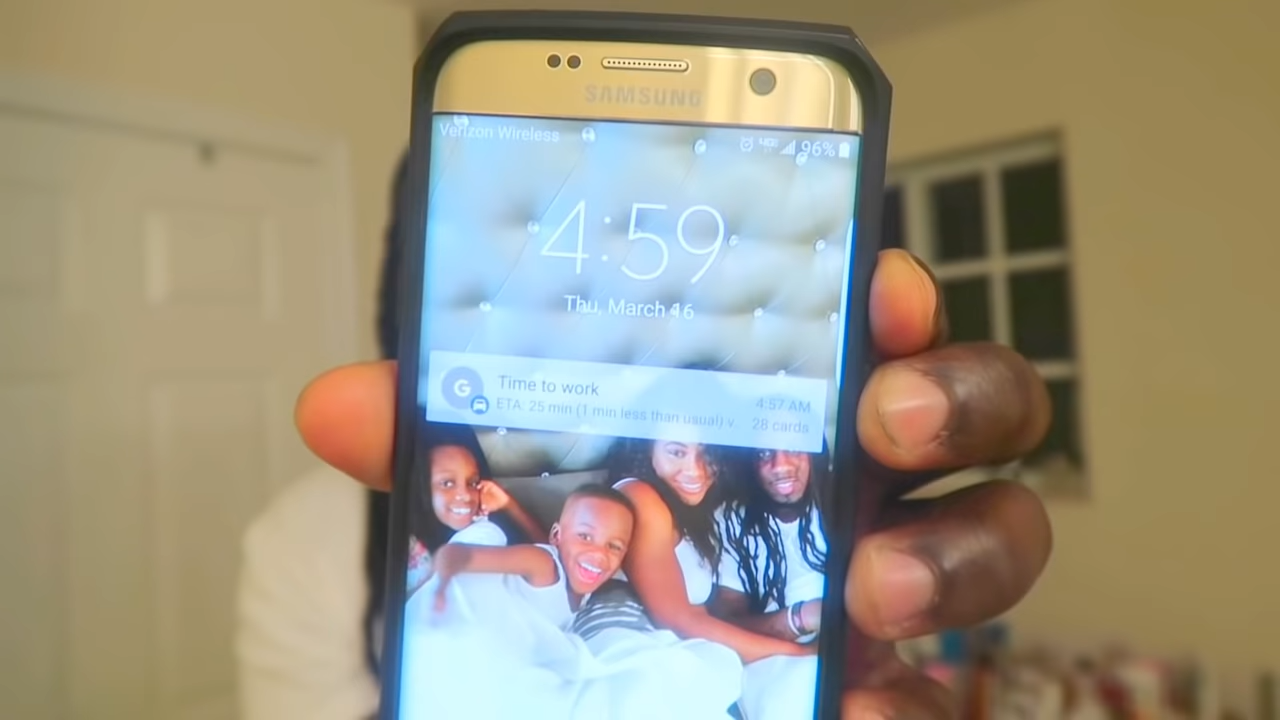 SAMSUNG
Verizon Wireless 96%
4:59
Thu, March 16
G
Time to work 4:57 AM
ETA: 25 min (1 min less than usual) v 28 cards